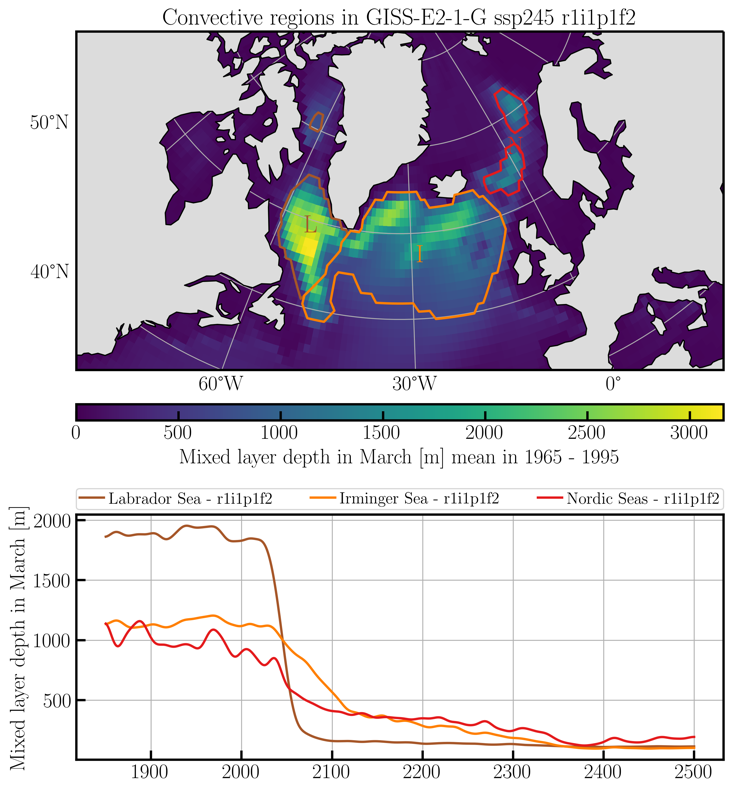 Convective regions in GISS-E2-1-G ssp245 r1i1p1f2
50°N
40°N
L
I
60°W 30°W 0°
0 500 1000 1500 2000 2500 3000
Mixed layer depth in March [m] mean in 1965 - 1995
Labrador Sea - r1i1p1f2 Irminger Sea - r1i1p1f2 Nordic Seas - r1i1p1f2
Mixed layer depth in March [m]
2000
1500
1000
500
1900 2000 2100 2200 2300 2400 2500